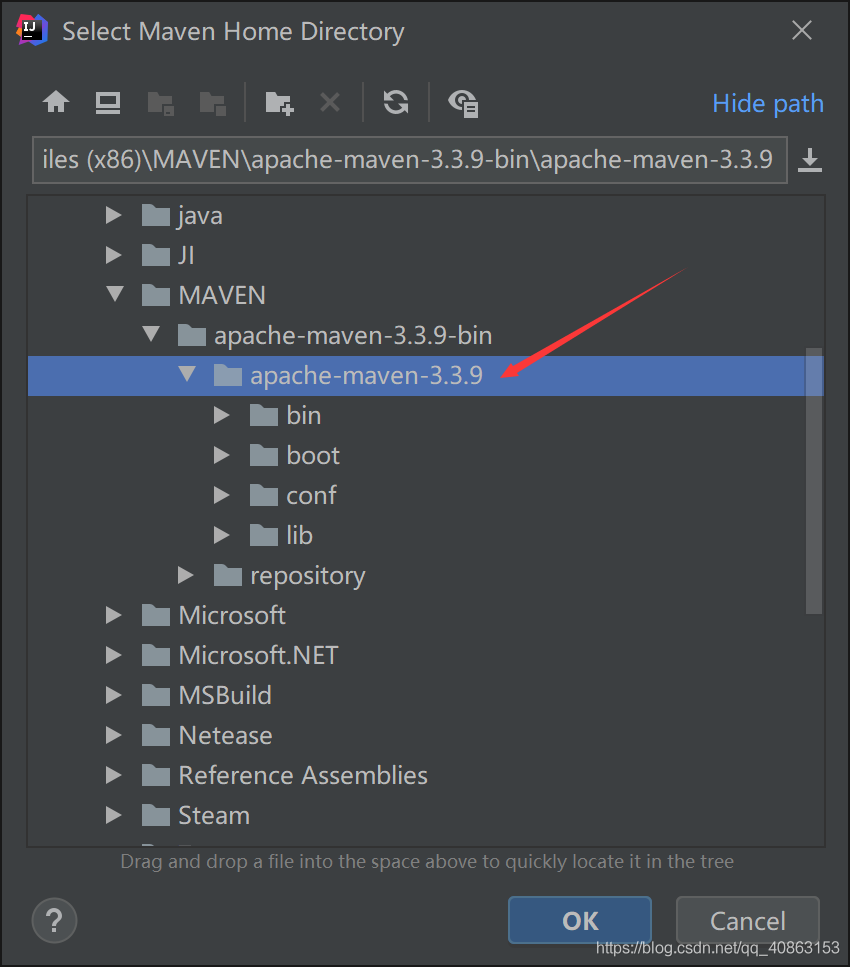 IJ
Select Maven Home Directory
Hide path
iles (x86)\MAVEN\apache-maven-3.3.9-bin\apache-maven-3.3.9
java
JI
MAVEN
apache-maven-3.3.9-bin
apache-maven-3.3.9
bin
boot
conf
lib
repository
Microsoft
Microsoft.NET
MSBuild
Netease
Reference Assemblies
Steam
Drag and drop a file into the space above to quickly locate it in the tree
?
OK
Cancel
https://blog.csdn.net/qq_40863153